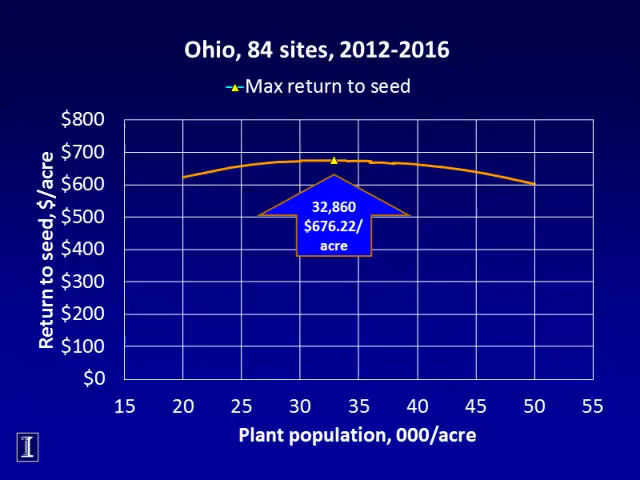 Ohio, 84 sites, 2012-2016
Max return to seed
$800
$700
$600
$500
$400
$300
$200
$100
$0
Return to seed, $/acre
32,860
$676.22/
acre
15 20 25 30 35 40 45 50 55
Plant population, 000/acre
I